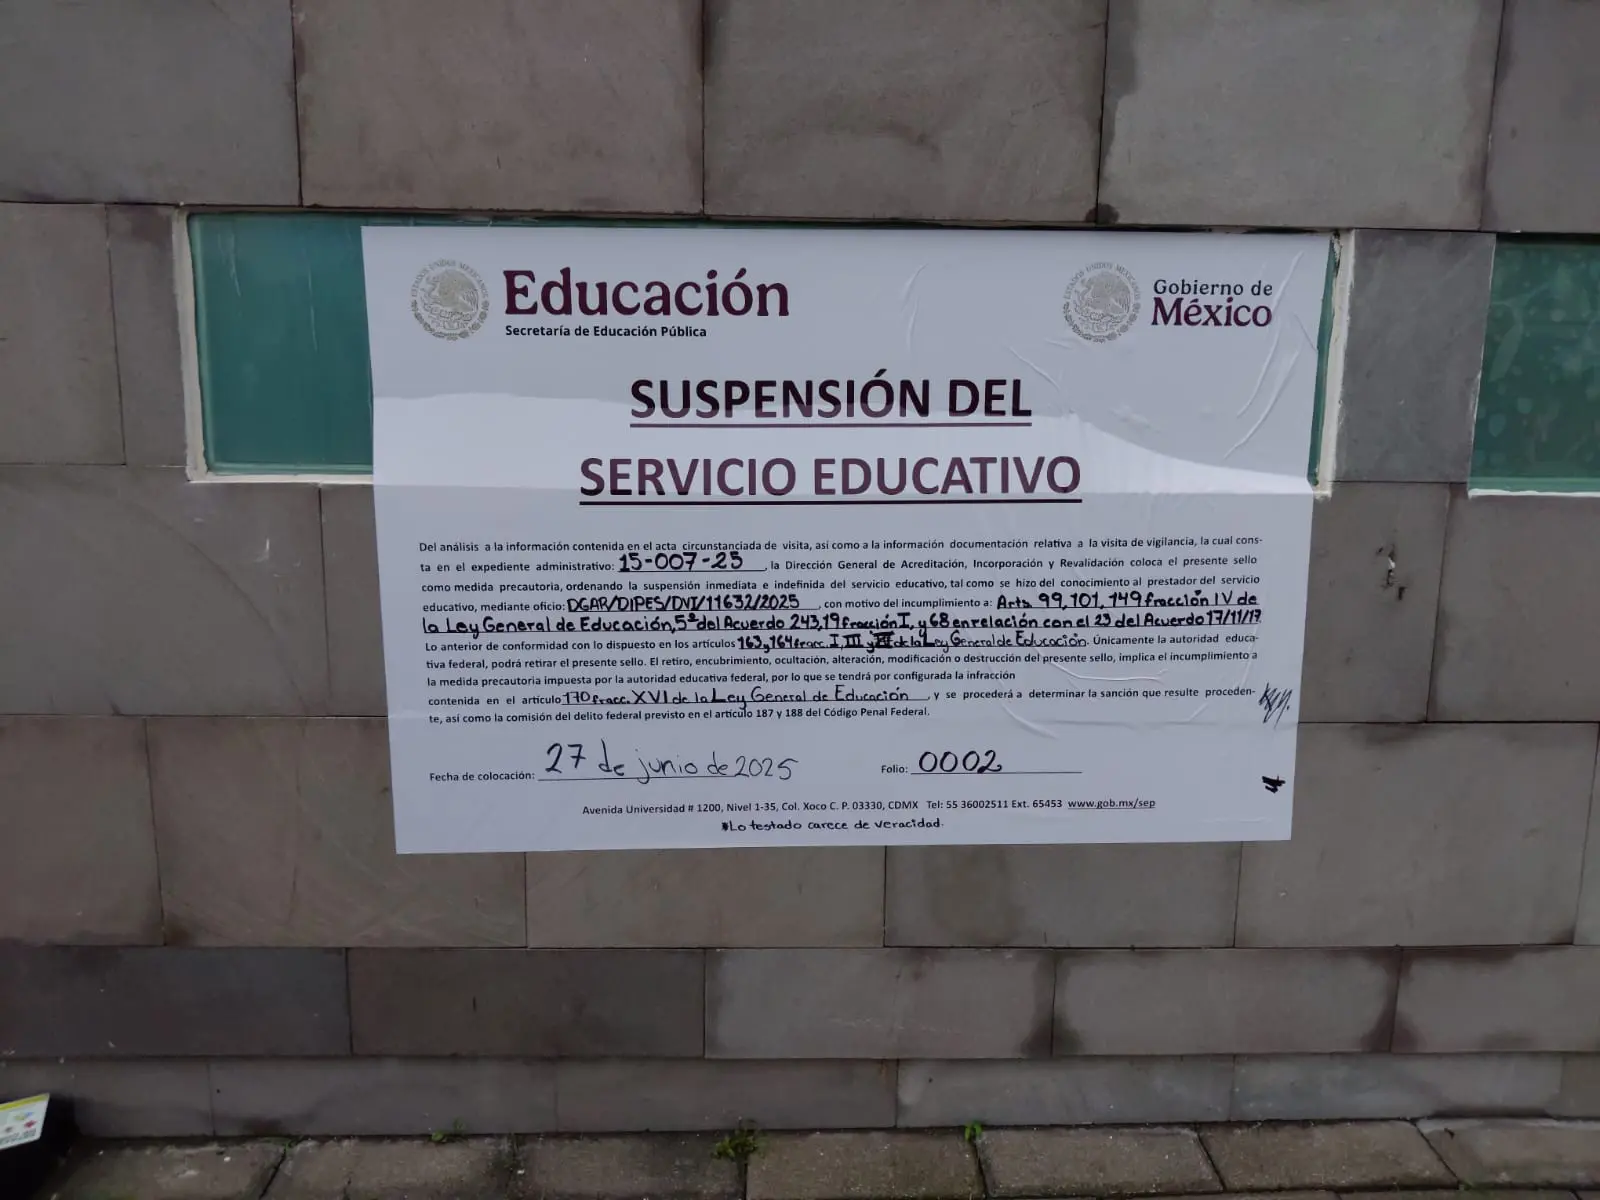 Educación
Secretaría de Educación Pública
Gobierno de
México
SUSPENSIÓN DEL
SERVICIO EDUCATIVO
Del análisis a la información contenida en el acta circunstanciada de visita, así como a la información documentación relativa a la visita de vigilancia, la cual cons-
ta en el expediente administrativo: 15-007-25, la Dirección General de Acreditación, Incorporación y Revalidación coloca el presente sello
como medida precautoria, ordenando la suspensión inmediata e indefinida del servicio educativo, tal como se hizo del conocimiento al prestador del servicio
educativo, mediante oficio: DGAR/DIPES/DVI/11632/2025, con motivo del incumplimiento a: Arts. 99, 101, 149 fracción IV de
la Ley General de Educación, 5° del Acuerdo 243, 19 fracción I, y 68 en relación con el 23 del Acuerdo 17/11/17
Lo anterior de conformidad con lo dispuesto en los artículos 163 y 164 fracc. I, III y VII de la Ley General de Educación. Únicamente la autoridad educa-
tiva federal, podrá retirar el presente sello. El retiro, encubrimiento, ocultación, alteración, modificación o destrucción del presente sello, implica el incumplimiento a
la medida precautoria impuesta por la autoridad educativa federal, por lo que se tendrá por configurada la infracción
contenida en el artículo 170 fracc. XVI de la Ley General de Educación, y se procederá a determinar la sanción que resulte proceden-
te, así como la comisión del delito federal previsto en el artículo 187 y 188 del Código Penal Federal.
Fecha de colocación: 27 de junio de 2025
Folio: 0002
Avenida Universidad # 1200, Nivel 1-35, Col. Xoco C. P. 03330, CDMX Tel: 55 36002511 Ext. 65453 www.gob.mx/sep
*Lo testado carece de veracidad.